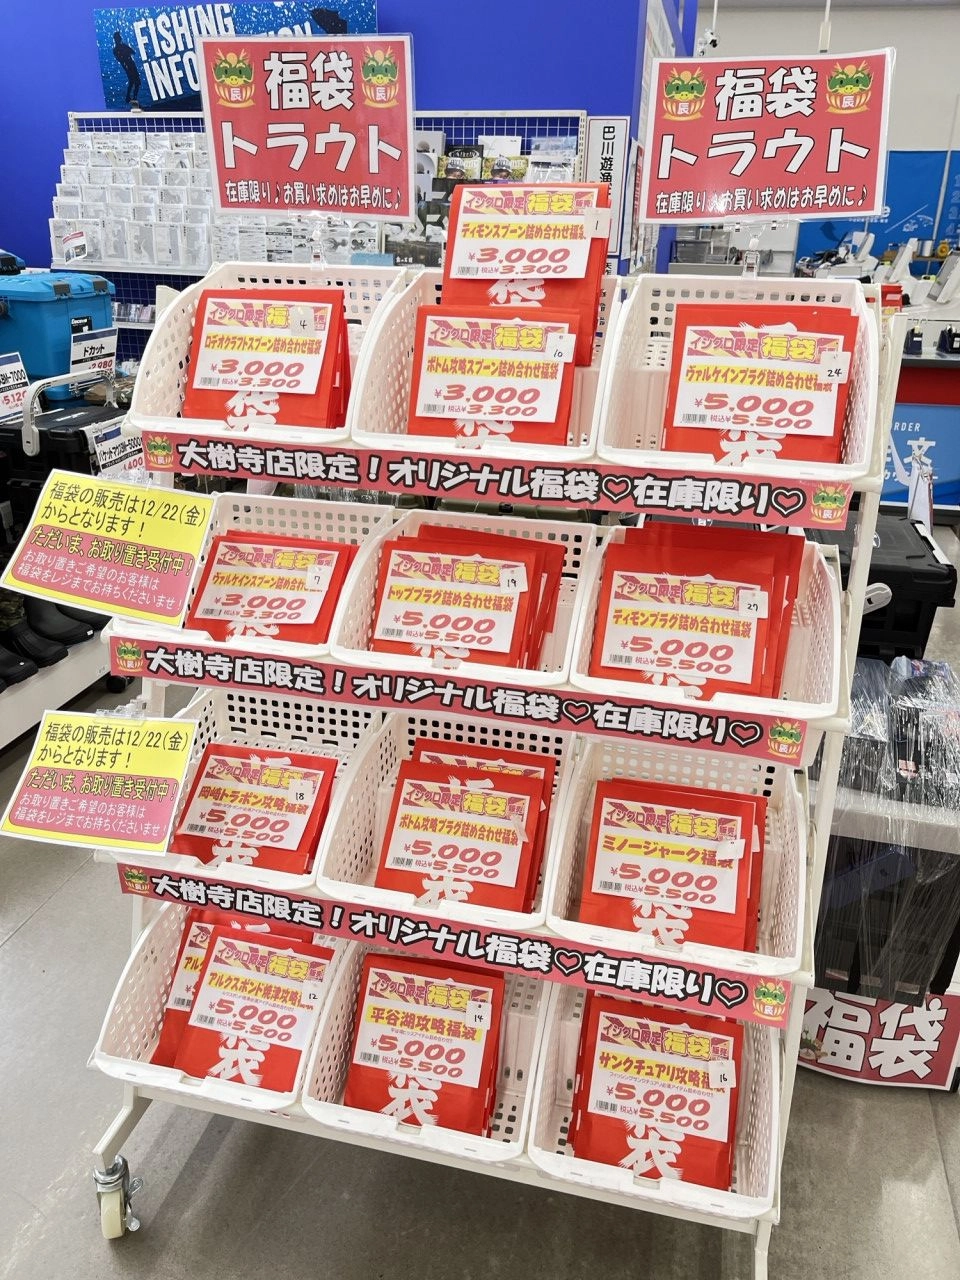 FISHING
福袋
トラウト
在庫限り♪お買い求めはお早めに♪
辰
辰
福袋
トラウト
在庫限り♪お買い求めはお早めに♪
辰
辰
イシグロ限定 福袋 販売
ディモンスプーン詰め合わせ福袋
¥3,000
税込¥3,300
イシグロ限定 福
4
ロデオクラフトスプーン詰め合わせ福袋
¥3,000
税込¥3,300
イシグロ限定 福袋
10
ボトム攻略スプーン詰め合わせ福袋
¥3,000
税込¥3,300
イシグロ限定 福袋
24
ヴァルケインプラグ詰め合わせ福袋
¥5,000
税込¥5,500
ドカット
大樹寺店限定！オリジナル福袋♡在庫限り♡
福袋の販売は12/22(金)
からとなります！
ただいま、お取り置き受付中！
お取り置きご希望のお客様は
福袋をレジまでお持ちくださいませ！
イシグロ限定 福袋
7
ヴァルケインスプーン詰め合わせ福袋
¥3,000
税込¥3,300
イシグロ限定 福袋
19
トッププラグ詰め合わせ福袋
¥5,000
税込¥5,500
イシグロ限定 福袋
ディモンプラグ詰め合わせ福袋
¥5,000
税込¥5,500
大樹寺店限定！オリジナル福袋♡在庫限り♡
福袋の販売は12/22(金)
からとなります！
ただいま、お取り置き受付中！
お取り置きご希望のお客様は
福袋をレジまでお持ちくださいませ！
イシグロ限定 福袋
18
岡崎トラポン攻略福袋
¥5,000
税込¥5,500
イシグロ限定 福袋
ボトム攻略プラグ詰め合わせ福袋
¥5,000
税込¥5,500
イシグロ限定 福袋 販売
ミノージャーク福袋
¥5,000
税込¥5,500
大樹寺店限定！オリジナル福袋♡在庫限り♡
イシグロ限定 福袋
12
アルクスポンド焼津攻略
¥5,000
税込¥5,500
イシグロ限定 福袋
14
平谷湖攻略福袋
¥5,000
税込¥5,500
イシグロ限定 福袋
16
サンクチュアリ攻略福袋
¥5,000
税込¥5,500
福袋